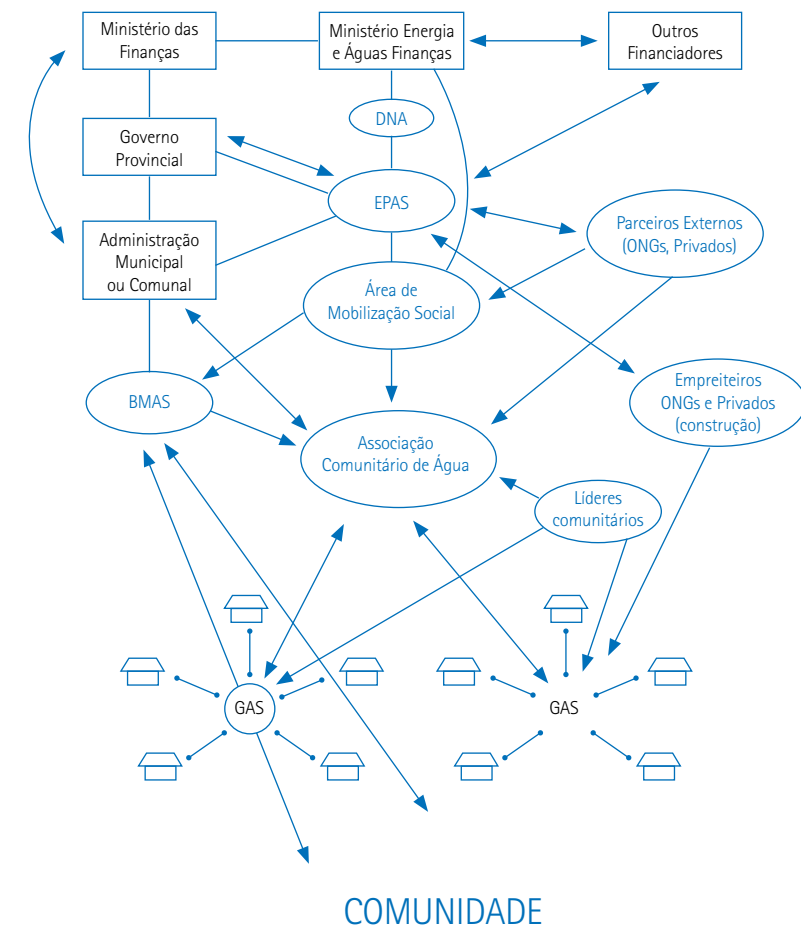 Ministério das
Finanças
Ministério Energia
e Águas Finanças
Outros
Financiadores
DNA
Governo
Provincial
EPAS
Parceiros Externos
(ONGs, Privados)
Administração
Municipal
ou Comunal
Área de
Mobilização Social
BMAS
Empreiteiros
ONGs e Privados
(construção)
Associação
Comunitário de Água
Líderes
comunitários
GAS
GAS
COMUNIDADE